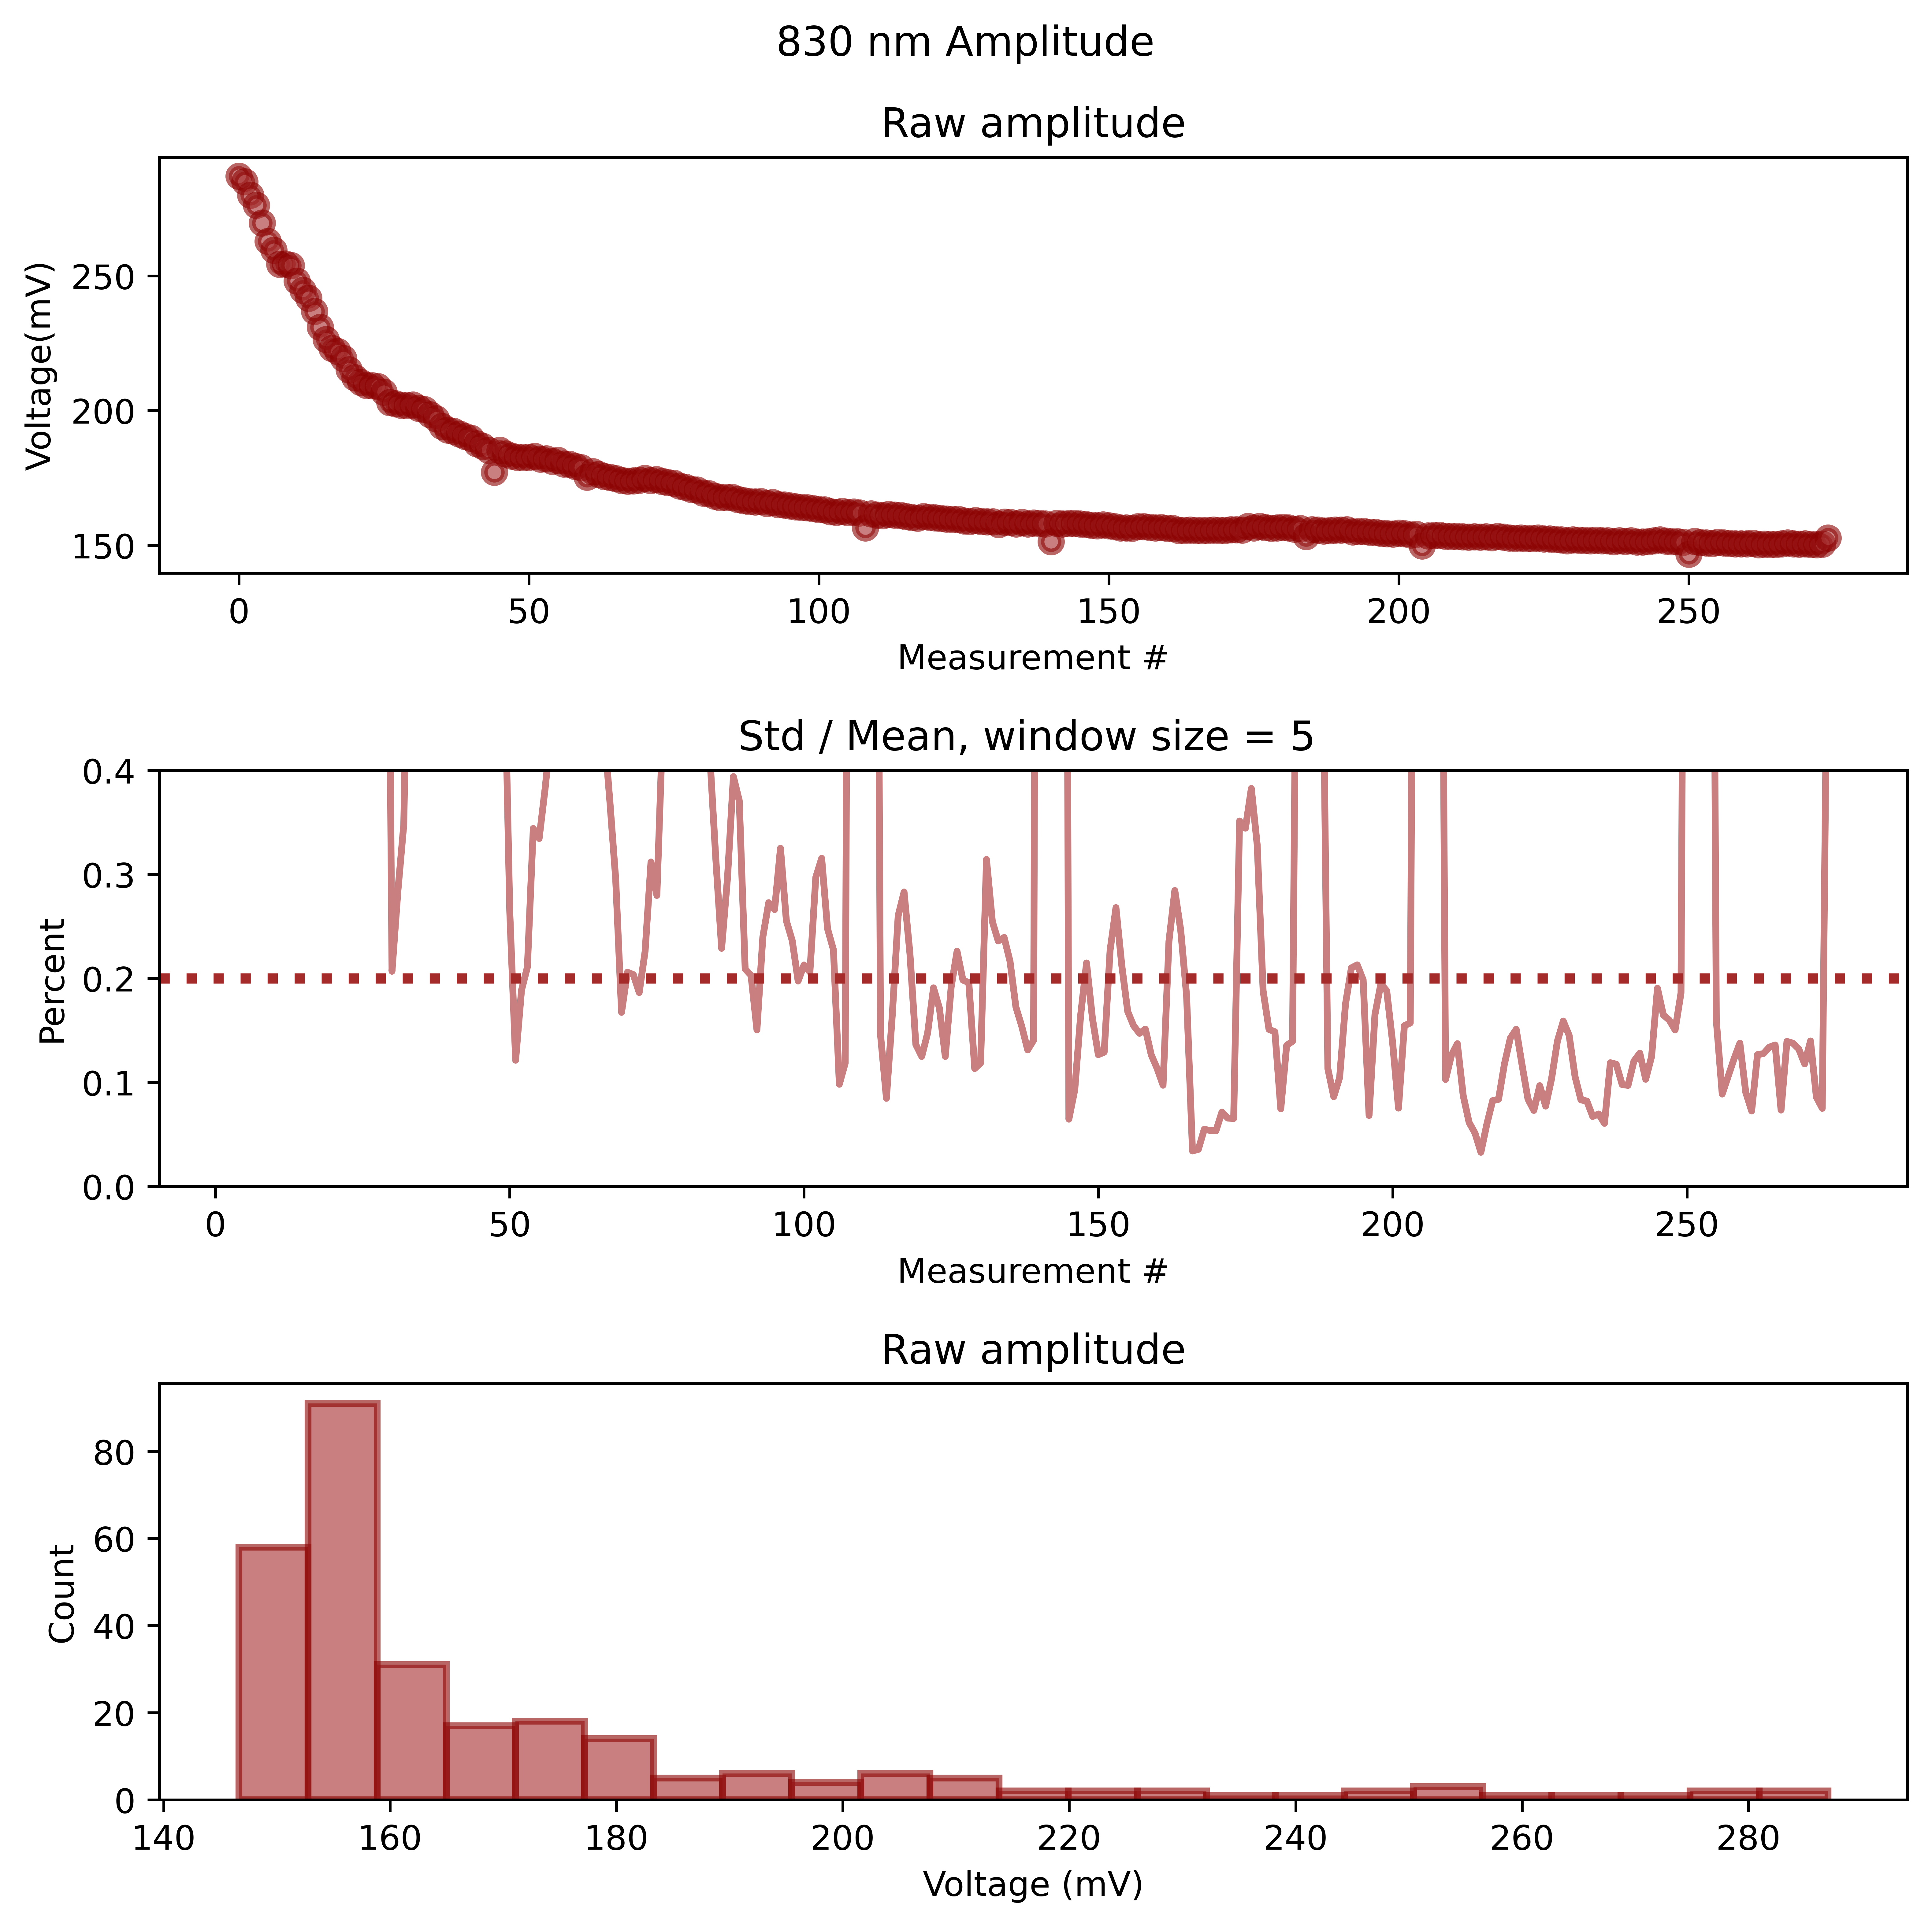 830 nm Amplitude
Raw amplitude
Voltage(mV)
250
200
150
0 50 100 150 200 250
Measurement #
Std / Mean, window size = 5
Percent
0.4
0.3
0.2
0.1
0.0
0 50 100 150 200 250
Measurement #
Raw amplitude
Count
80
60
40
20
0
140 160 180 200 220 240 260 280
Voltage (mV)